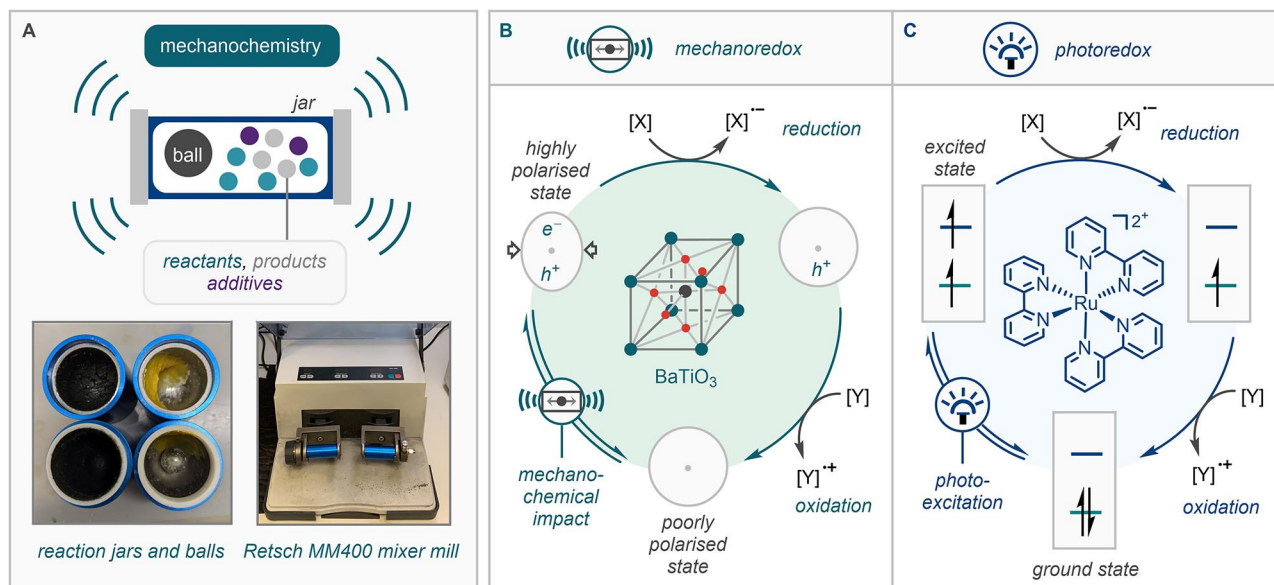 A
mechanochemistry
jar
ball
reactants, products
additives
reaction jars and balls
Retsch MM400 mixer mill
B
mechanoredox
[X]
[X]•−
reduction
highly
polarised
state
e−
h+
h+
BaTiO3
[Y]
[Y]•+
oxidation
mechano-
chemical
impact
poorly
polarised
state
C
photoredox
[X]
[X]•−
reduction
excited
state
2+
N
N
N
N
Ru
N
N
[Y]
[Y]•+
oxidation
photo-
excitation
ground state